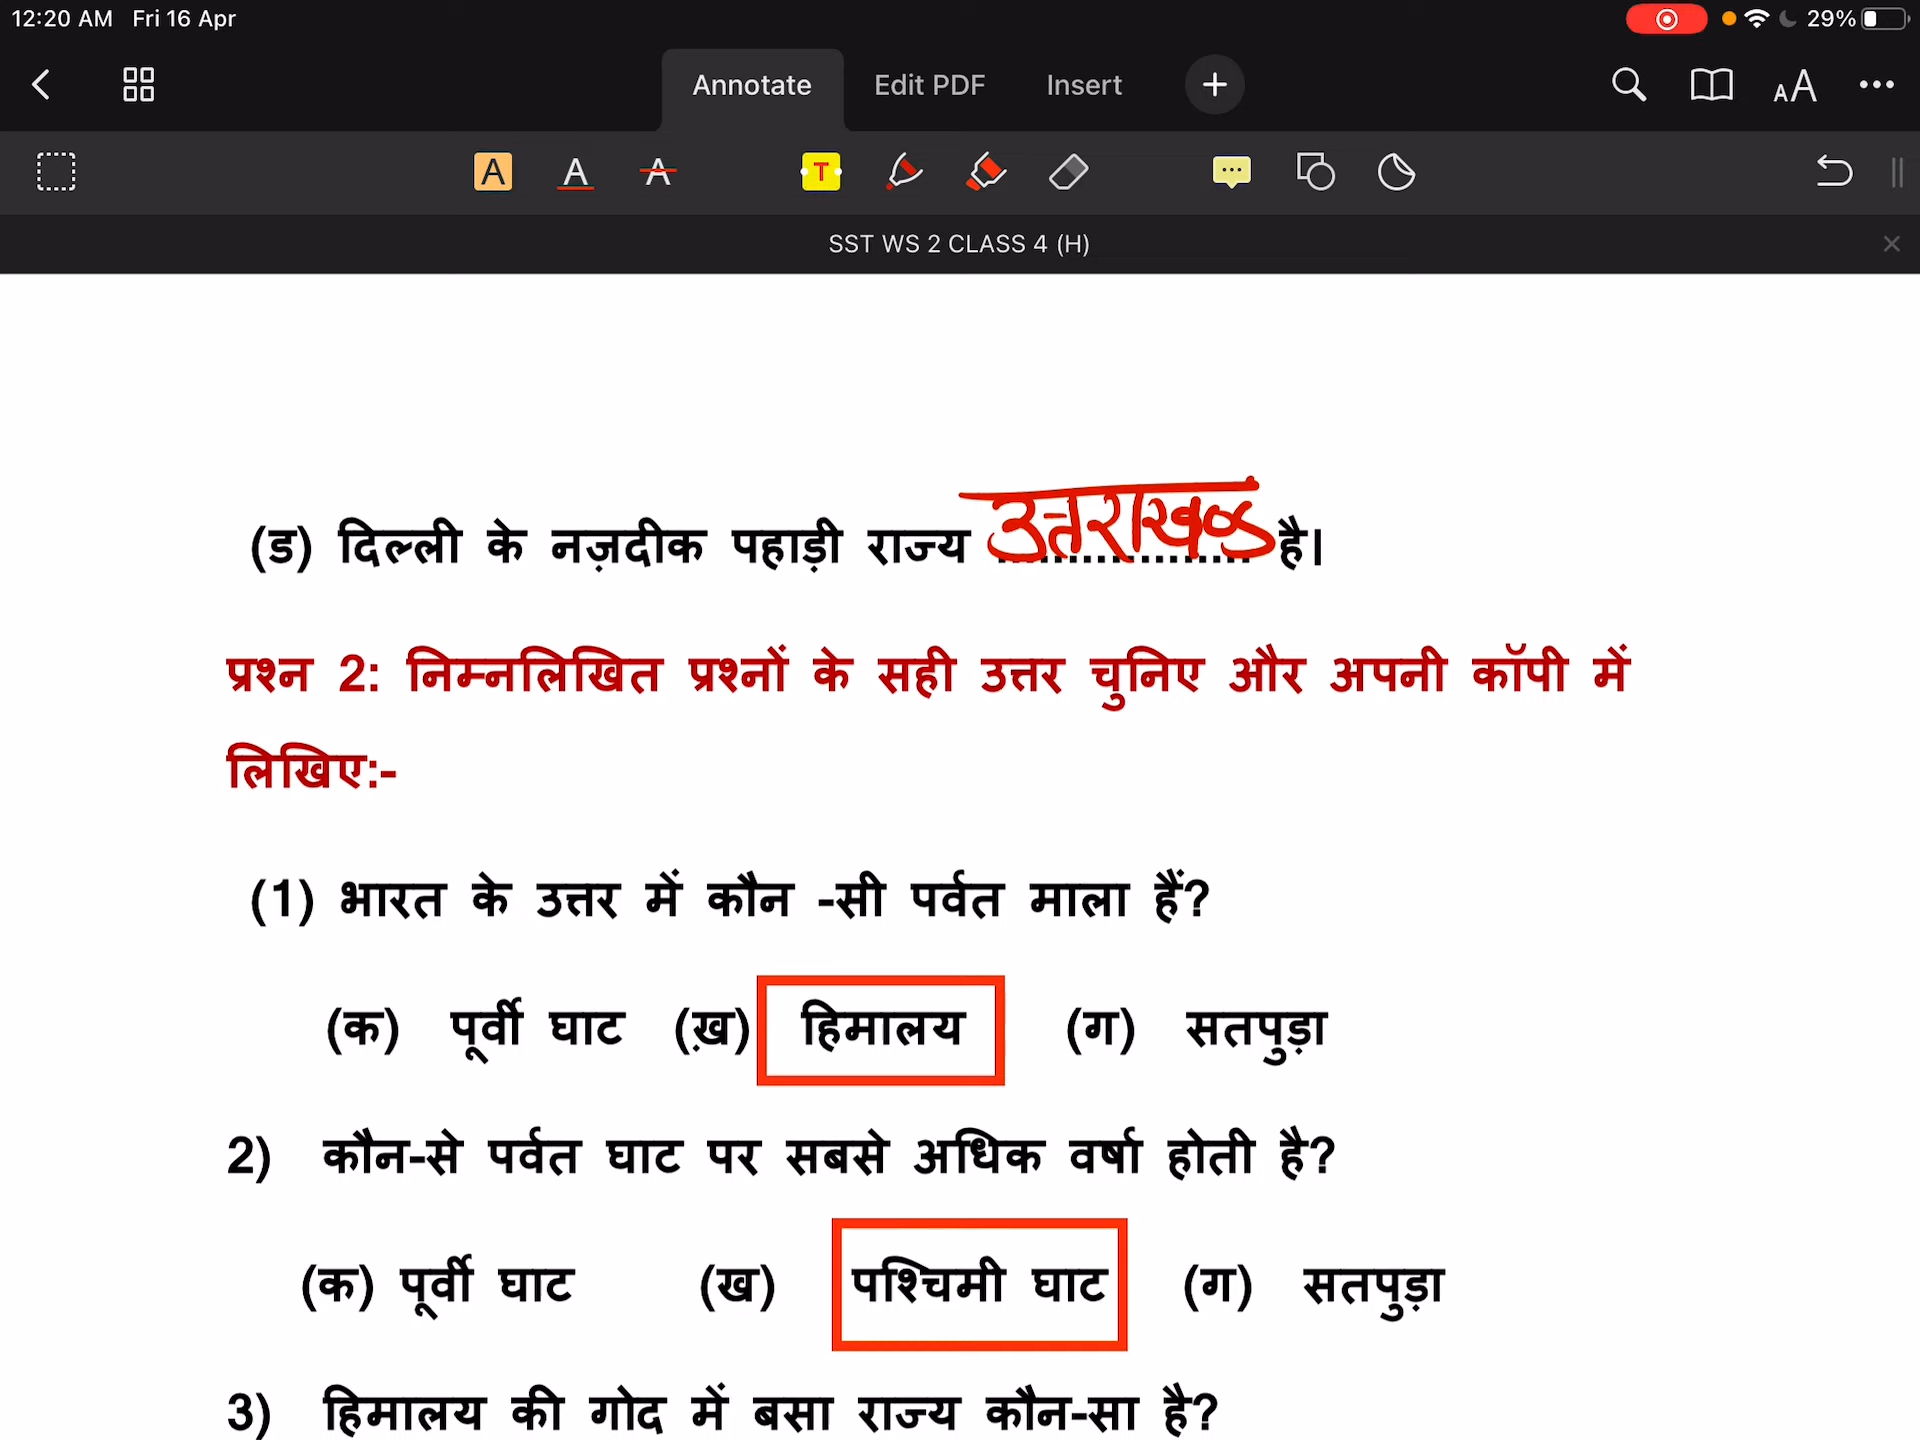 12:20 AM Fri 16 Apr 29%
Annotate Edit PDF Insert
A A A T AA
SST WS 2 CLASS 4 (H)
(ड) दिल्ली के नज़दीक पहाड़ी राज्य उत्तराखण्ड है।
प्रश्न 2: निम्नलिखित प्रश्नों के सही उत्तर चुनिए और अपनी कॉपी में
लिखिए:-
(1) भारत के उत्तर में कौन -सी पर्वत माला हैं?
(क) पूर्वी घाट (ख़) हिमालय (ग) सतपुड़ा
2) कौन-से पर्वत घाट पर सबसे अधिक वर्षा होती है?
(क) पूर्वी घाट (ख) पश्चिमी घाट (ग) सतपुड़ा
3) हिमालय की गोद में बसा राज्य कौन-सा है?